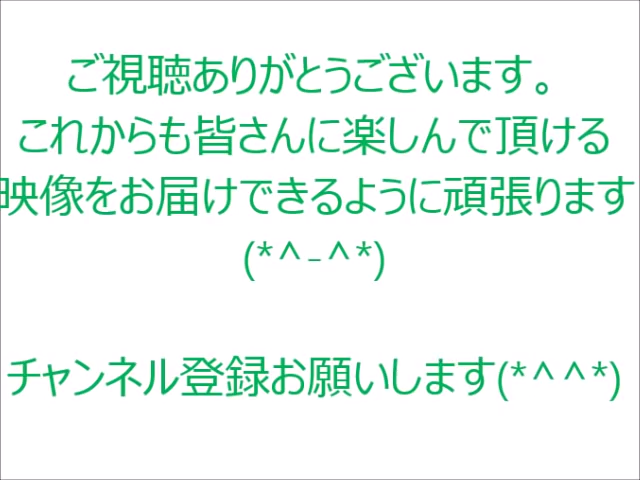 ご視聴ありがとうございます。
これからも皆さんに楽しんで頂ける
映像をお届けできるように頑張ります
(*^-^*)
チャンネル登録お願いします(*^^*)